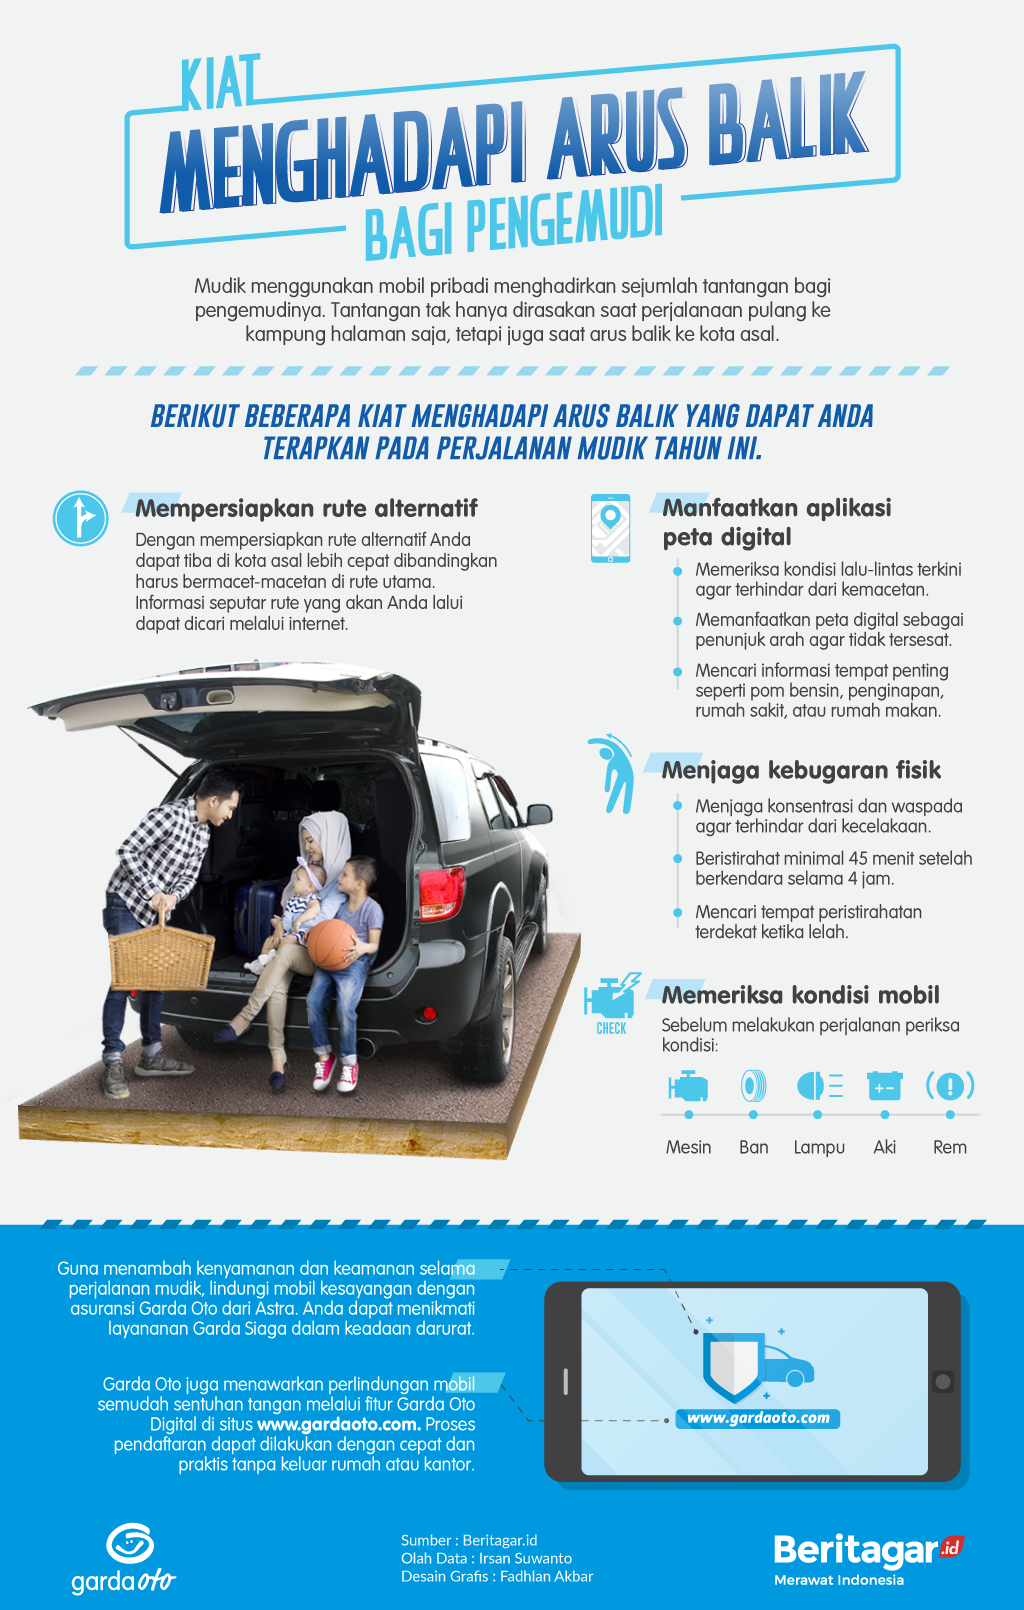 KIAT
MENGHADAPI ARUS BALIK
BAGI PENGEMUDI
Mudik menggunakan mobil pribadi menghadirkan sejumlah tantangan bagi
pengemudinya. Tantangan tak hanya dirasakan saat perjalanaan pulang ke
kampung halaman saja, tetapi juga saat arus balik ke kota asal.
BERIKUT BEBERAPA KIAT MENGHADAPI ARUS BALIK YANG DAPAT ANDA
TERAPKAN PADA PERJALANAN MUDIK TAHUN INI.
Mempersiapkan rute alternatif
Dengan mempersiapkan rute alternatif Anda
dapat tiba di kota asal lebih cepat dibandingkan
harus bermacet-macetan di rute utama.
Informasi seputar rute yang akan Anda lalui
dapat dicari melalui internet.
Manfaatkan aplikasi
peta digital
Memeriksa kondisi lalu-lintas terkini
agar terhindar dari kemacetan.
Memanfaatkan peta digital sebagai
penunjuk arah agar tidak tersesat.
Mencari informasi tempat penting
seperti pom bensin, penginapan,
rumah sakit, atau rumah makan.
Menjaga kebugaran fisik
Menjaga konsentrasi dan waspada
agar terhindar dari kecelakaan.
Beristirahat minimal 45 menit setelah
berkendara selama 4 jam.
Mencari tempat peristirahatan
terdekat ketika lelah.
CHECK
Memeriksa kondisi mobil
Sebelum melakukan perjalanan periksa
kondisi:
Mesin Ban Lampu Aki Rem
Guna menambah kenyamanan dan keamanan selama
perjalanan mudik, lindungi mobil kesayangan dengan
asuransi Garda Oto dari Astra. Anda dapat menikmati
layananan Garda Siaga dalam keadaan darurat.
Garda Oto juga menawarkan perlindungan mobil
semudah sentuhan tangan melalui fitur Garda Oto
Digital di situs www.gardaoto.com. Proses
pendaftaran dapat dilakukan dengan cepat dan
praktis tanpa keluar rumah atau kantor.
www.gardaoto.com
garda oto
Sumber : Beritagar.id
Olah Data : Irsan Suwanto
Desain Grafis : Fadhlan Akbar
Beritagar.id
Merawat Indonesia